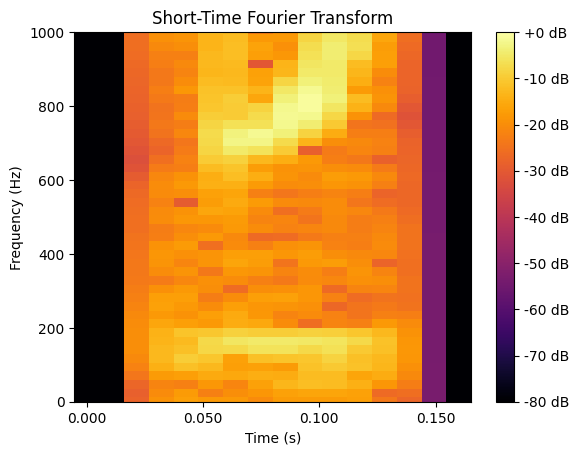 Short-Time Fourier Transform
1000
800
600
400
200
0
Frequency (Hz)
0.000
0.050
0.100
0.150
Time (s)
+0 dB
-10 dB
-20 dB
-30 dB
-40 dB
-50 dB
-60 dB
-70 dB
-80 dB